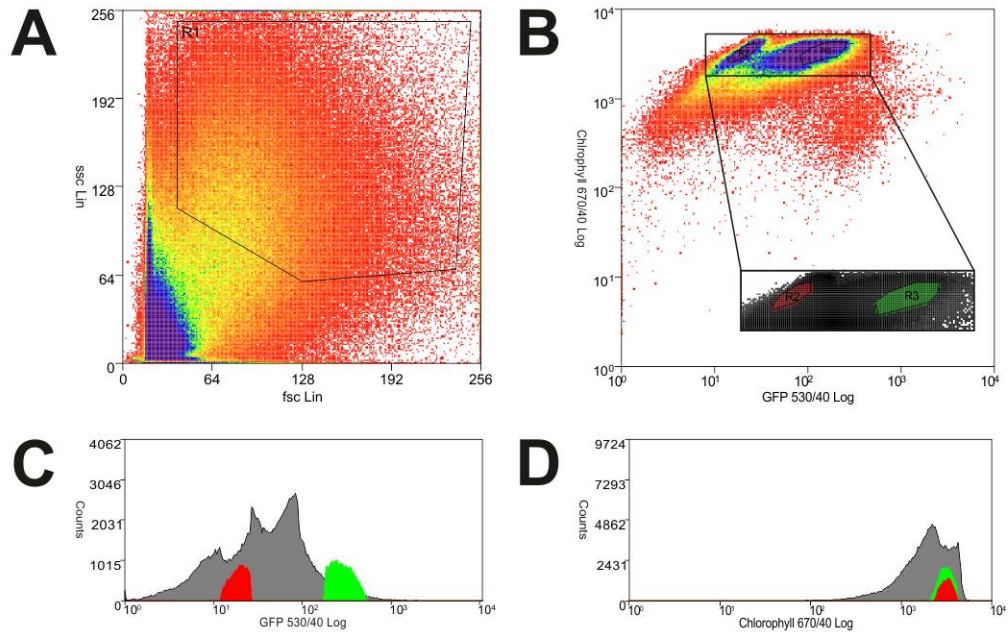 A
256
192
128
64
0
R1
ssc Lin
0 64 128 192 256
fsc Lin
B
10⁴
10³
10²
10¹
10⁰
Chlrophyll 670/40 Log
R2 R3
10⁰ 10¹ 10² 10³ 10⁴
GFP 530/40 Log
C
4062
3046
2031
1015
Counts
10⁰ 10¹ 10² 10³ 10⁴
GFP 530/40 Log
D
9724
7293
4862
2431
Counts
10⁰ 10¹ 10² 10³ 10⁴
Chlorophyll 670/40 Log